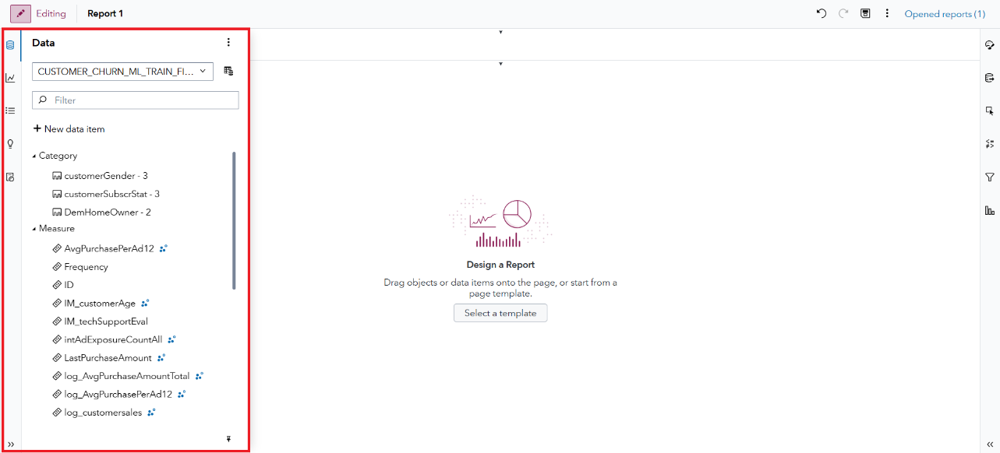 Editing
Report 1
Opened reports (1)
Data
CUSTOMER_CHURN_ML_TRAIN_FI...
Filter
+ New data item
Category
customerGender - 3
customerSubscrStat - 3
DemHomeOwner - 2
Measure
AvgPurchasePerAd12
Frequency
ID
IM_customerAge
IM_techSupportEval
intAdExposureCountAll
LastPurchaseAmount
log_AvgPurchaseAmountTotal
log_AvgPurchasePerAd12
log_customersales
Design a Report
Drag objects or data items onto the page, or start from a
page template.
Select a template